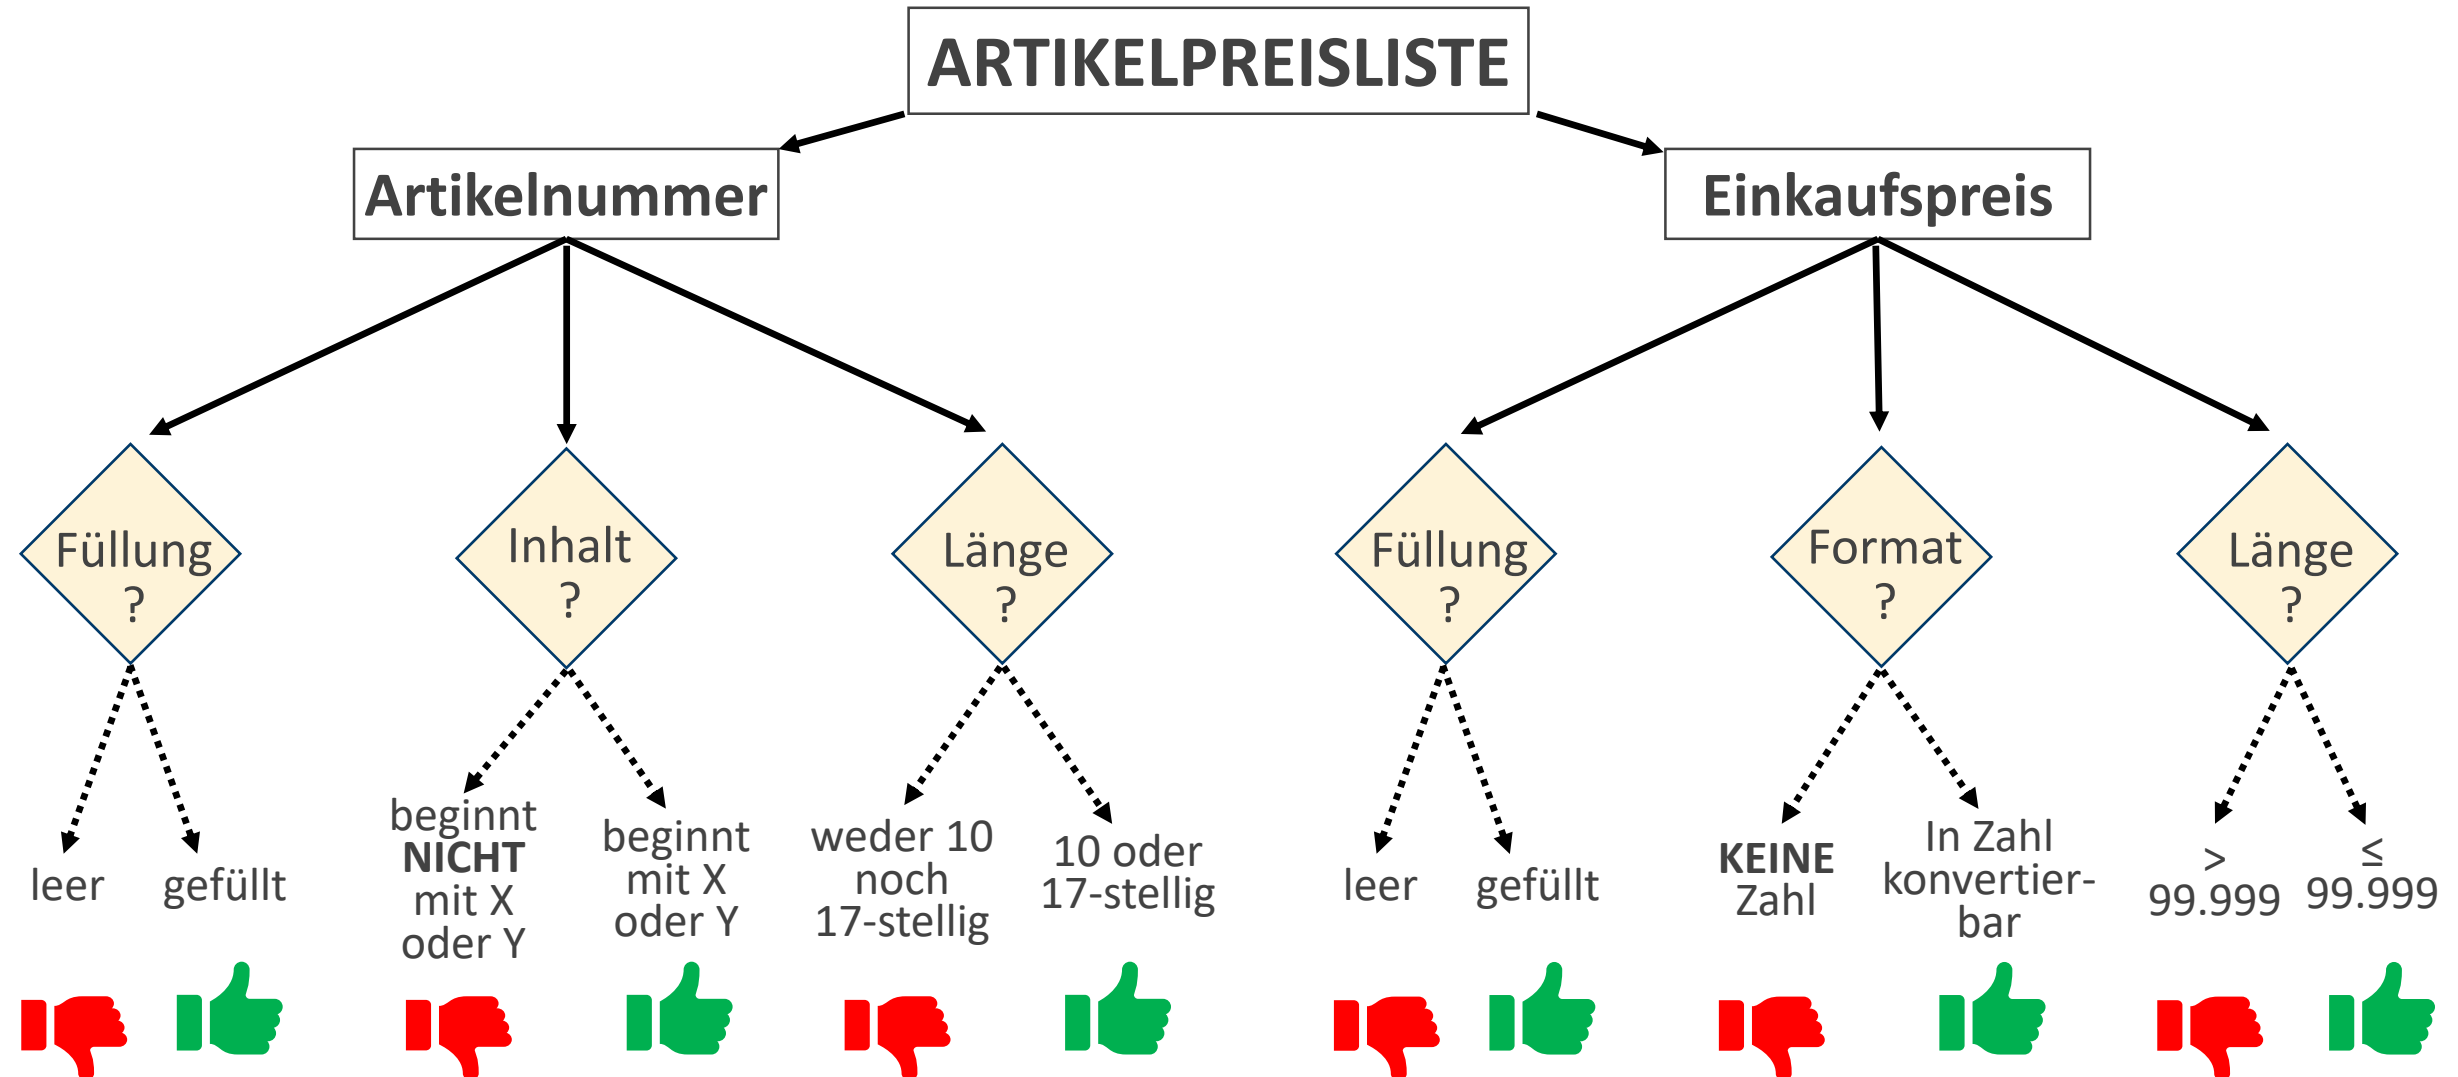 ARTIKELPREISLISTE
Artikelnummer
Einkaufspreis
Füllung
?
Inhalt
?
Länge
?
Füllung
?
Format
?
Länge
?
leer
gefüllt
beginnt
NICHT
mit X
oder Y
beginnt
mit X
oder Y
weder 10
noch
17-stellig
10 oder
17-stellig
leer
gefüllt
KEINE
Zahl
In Zahl
konvertier-
bar
>
99.999
≤
99.999